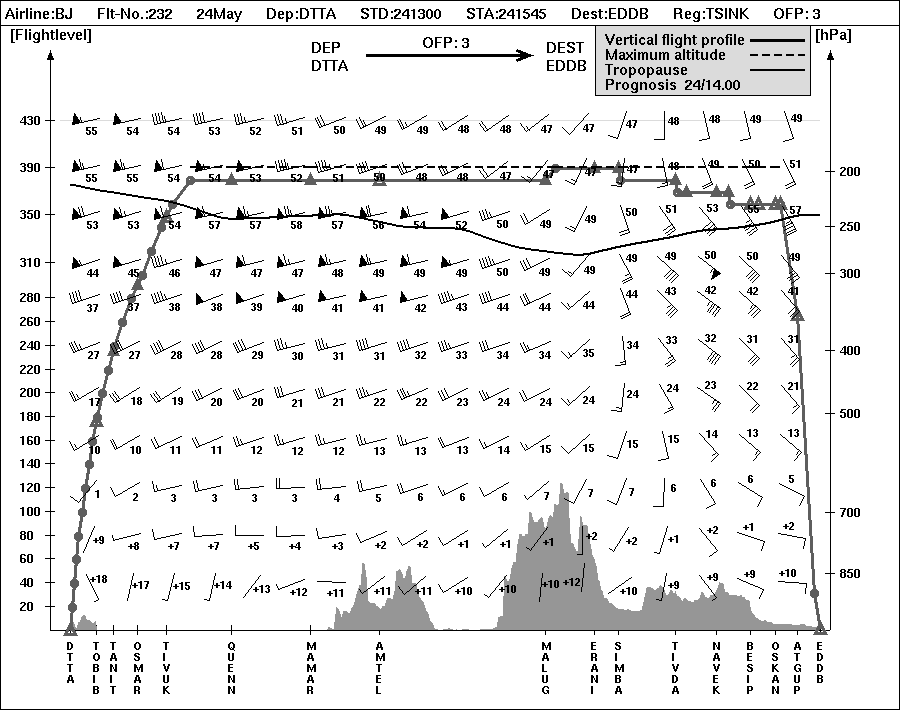 Airline:BJ Flt-No.:232 24May Dep:DTTA STD:241300 STA:241545 Dest:EDDB Reg:TSINK OFP: 3
[Flightlevel] [hPa]
DEP OFP: 3 DEST
DTTA EDDB
Vertical flight profile
Maximum altitude
Tropopause
Prognosis 24/14.00
430 55 54 54 53 52 51 50 49 49 48 48 47 47 47 48 48 49 49
390 55 55 54 54 53 52 51 50 48 48 47 47 47 47 48 49 50 51 200
350 53 53 54 57 57 58 57 56 54 52 50 49 49 50 51 53 55 57 250
310 44 45 46 47 47 47 48 49 49 49 50 49 49 49 49 50 50 49 300
280 37 37 38 38 39 40 41 41 42 43 44 44 44 44 43 42 42 41
260
240 27 27 28 28 29 30 31 31 32 33 34 34 35 34 33 32 31 31 400
220
200 17 18 19 20 20 21 21 22 22 23 24 24 24 24 24 23 22 21
180 500
160 10 10 11 11 12 12 13 13 13 14 14 15 15 15 15 14 13 13
140
120 1 2 3 3 3 3 4 5 6 6 6 7 7 7 6 6 6 5
100 700
80 +9 +8 +7 +7 +5 +4 +3 +2 +2 +1 +1 +1 +2 +2 +1 +2 +1 +2
60
40 +18 +17 +15 +14 +13 +12 +11 +11 +11 +10 +10 +10 +12 +10 +9 +9 +9 +10 850
20
DTTA TOBIB TANIT OSMAR TIVUK QUENN MAMAR AMTEL MALUG ERANI SIMBA TIVDA NAVEK BESIP OSKAN ATGUP EDDB